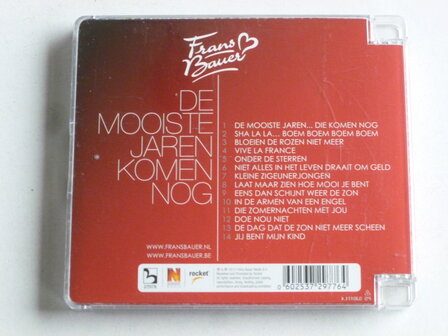 Frans
Bauer
DE
MOOISTE
JAREN
KOMEN
NOG
1 DE MOOISTE JAREN... DIE KOMEN NOG
2 SHA LA LA... BOEM BOEM BOEM BOEM
3 BLOEIEN DE ROZEN NIET MEER
4 VIVE LA FRANCE
5 ONDER DE STERREN
6 NIET ALLES IN HET LEVEN DRAAIT OM GELD
7 KLEINE ZIGEUNERJONGEN
8 LAAT MAAR ZIEN HOE MOOI JE BENT
9 EENS DAN SCHIJNT WEER DE ZON
10 IN DE ARMEN VAN EEN ENGEL
11 DIE ZOMERNACHTEN MET JOU
12 DOE NOU NIET
13 DE DAG DAT DE ZON NIET MEER SCHEEN
14 JIJ BENT MIJN KIND
WWW.FRANSBAUER.NL
WWW.FRANSBAUER.BE
N
rocket
0 602537 297764